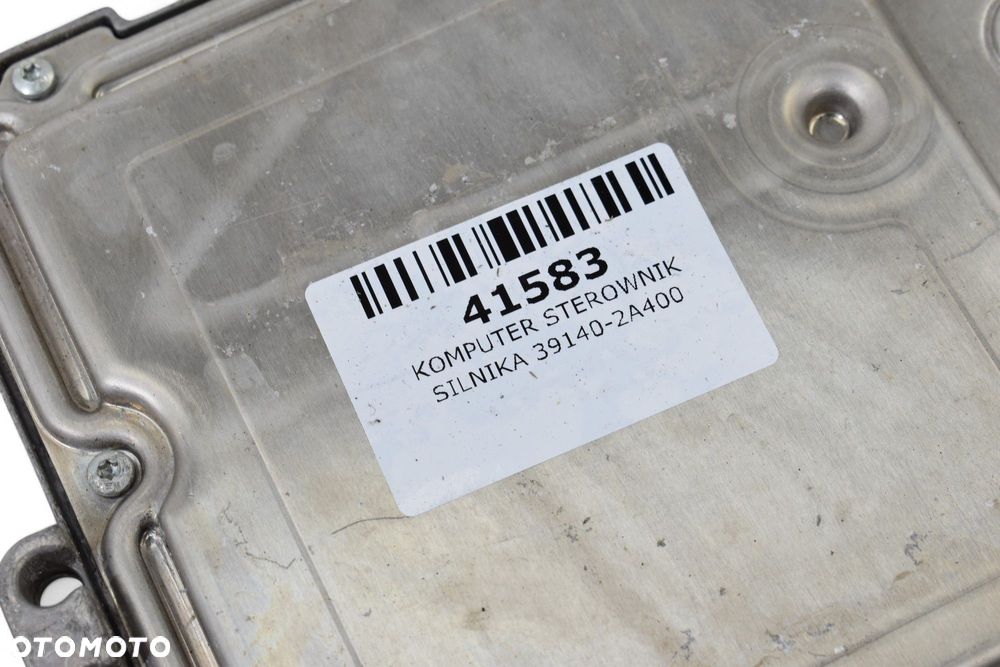 41583
KOMPUTER STEROWNIK
SILNIKA 39140-2A400
OTOMOTO